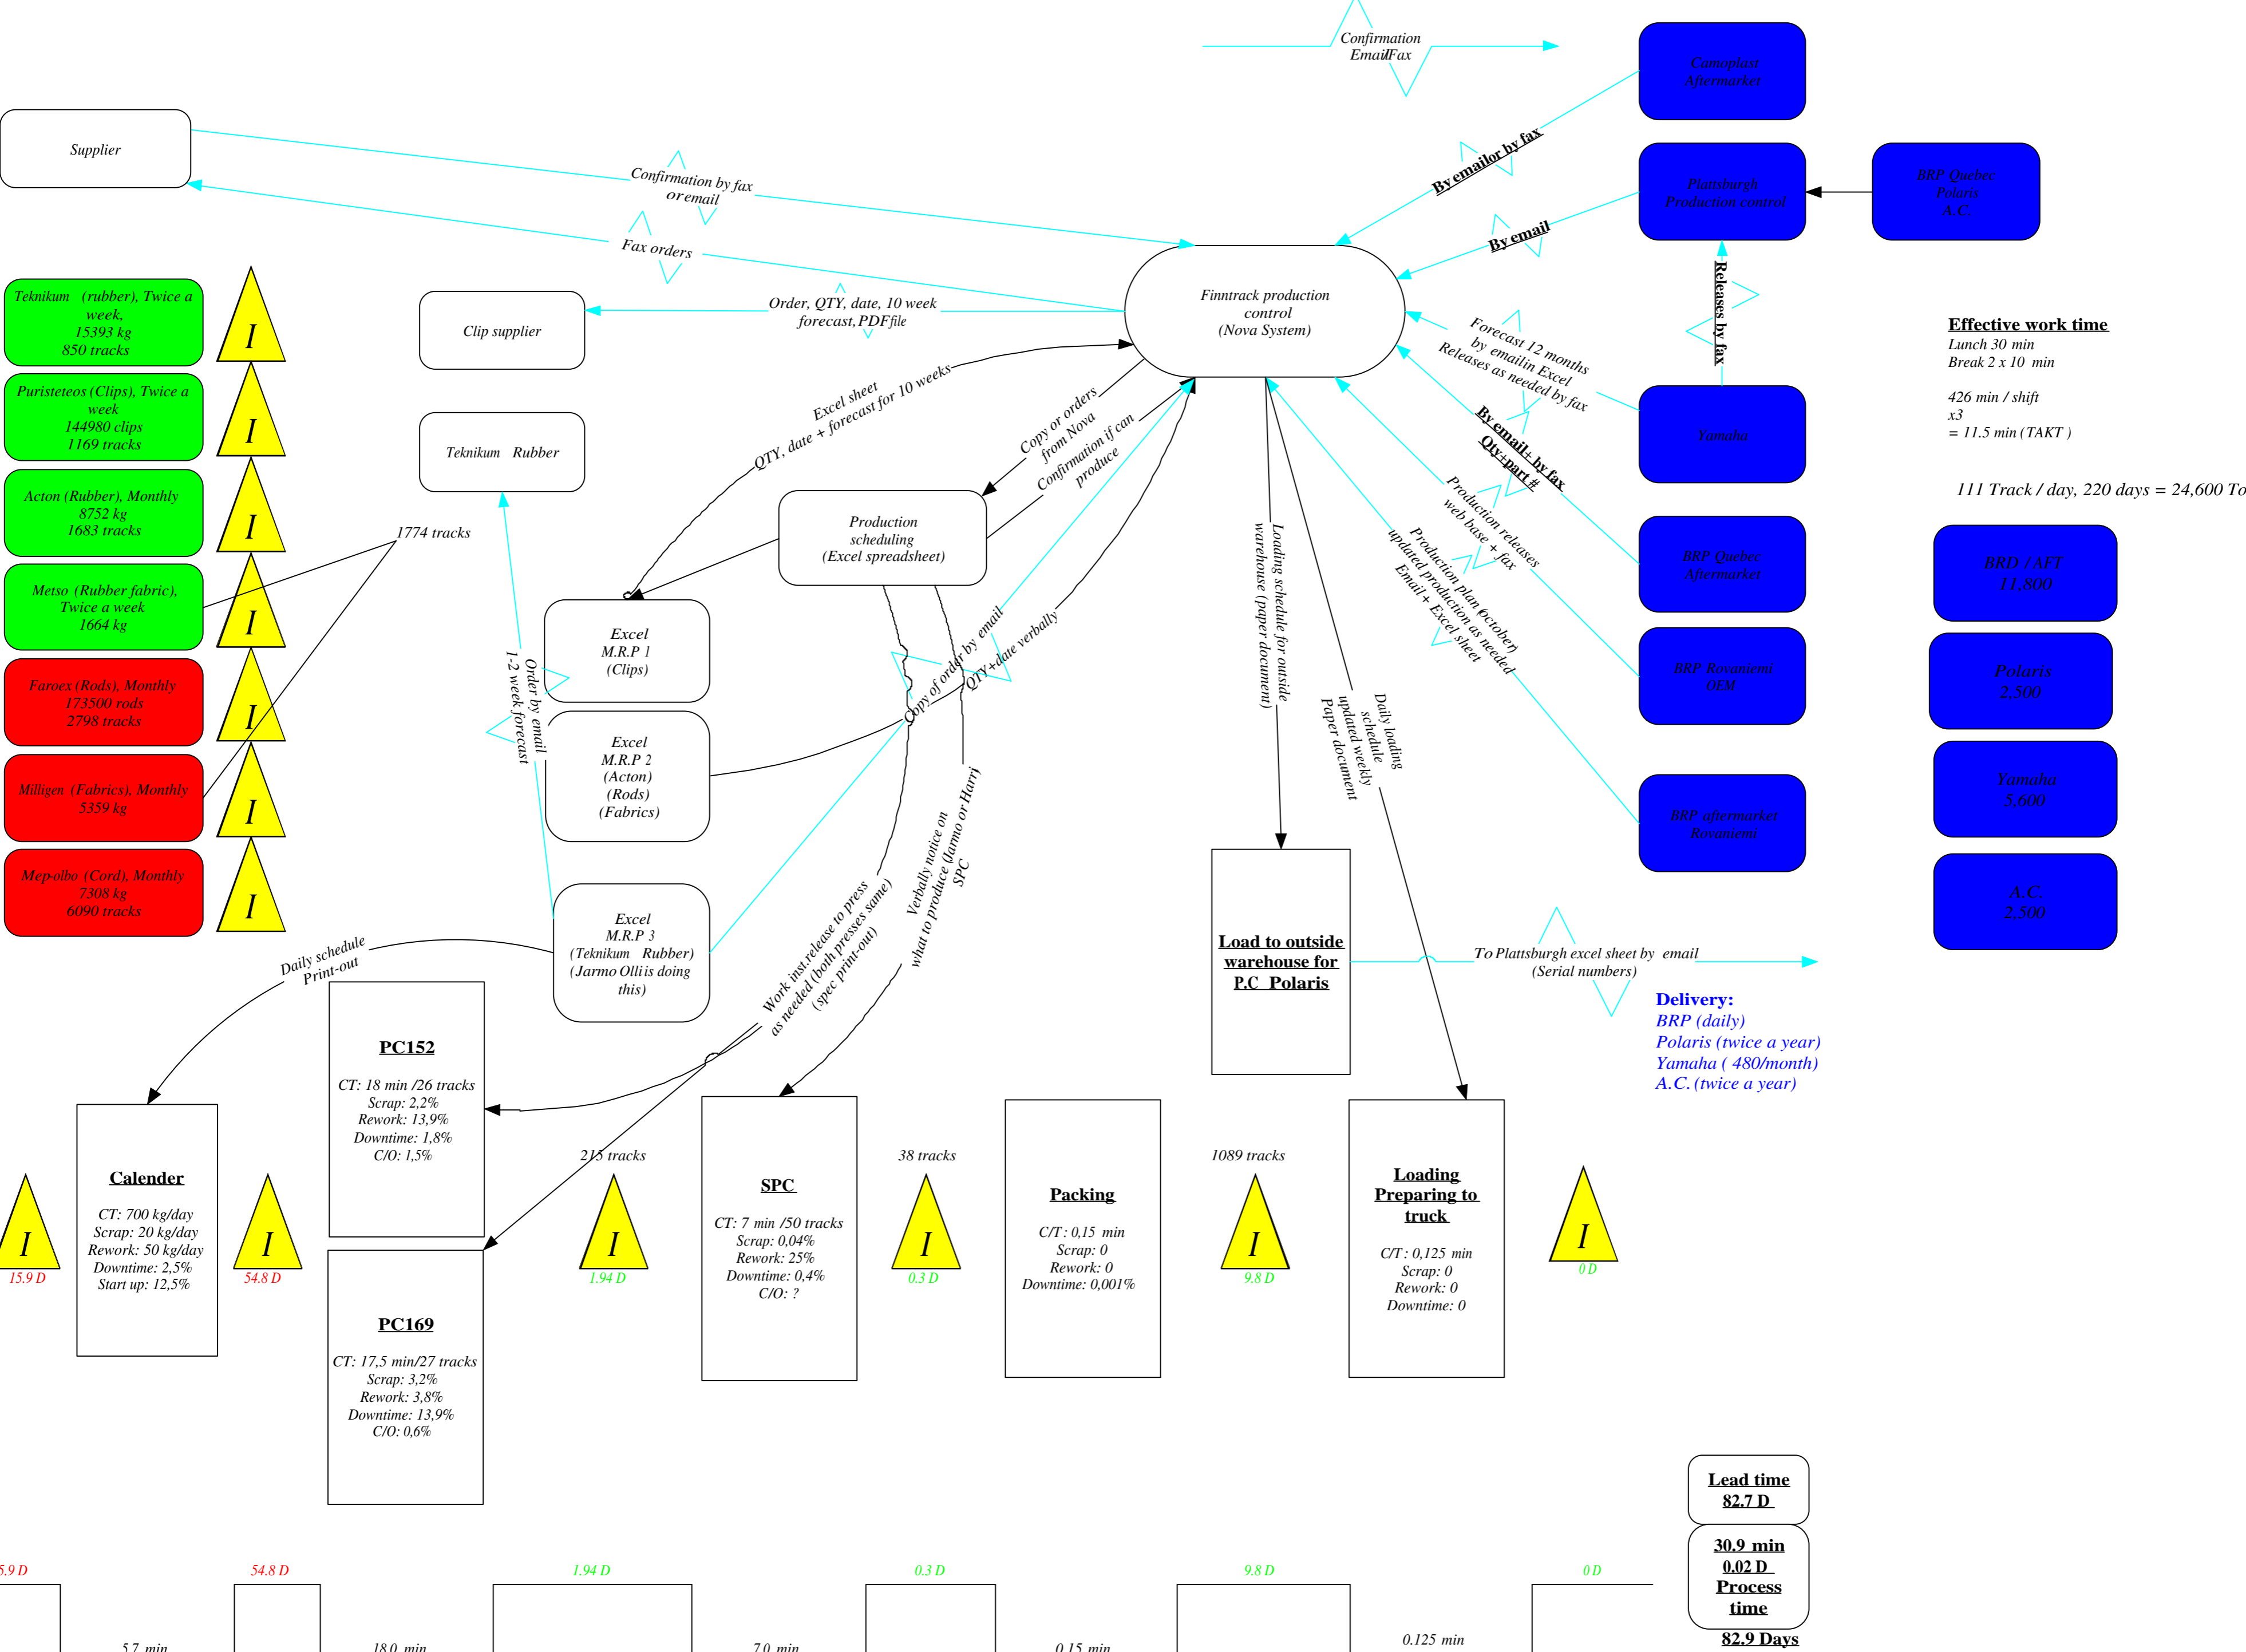 Confirmation
Email/Fax
Camoplast
Aftermarket
Supplier
Confirmation by fax
or email
By email or by fax
Plattsburgh
Production control
BRP Quebec
Polaris
A.C.
Fax orders
By email
Releases by fax
Teknikum (rubber), Twice a
week,
15393 kg
850 tracks
I
Clip supplier
Order, QTY, date, 10 week
forecast, PDF file
Finntrack production
control
(Nova System)
Forecast 12 months
by email in Excel
Releases as needed by fax
Effective work time
Lunch 30 min
Break 2 x 10 min
426 min / shift
x3
= 11.5 min (TAKT )
Puristeteos (Clips), Twice a
week
144980 clips
1169 tracks
I
Teknikum Rubber
Excel sheet
QTY, date + forecast for 10 weeks
Copy or orders
from Nova
Confirmation if can
produce
By email + by fax
Qty+part #
Yamaha
111 Track / day, 220 days = 24,600 To
Acton (Rubber), Monthly
8752 kg
1683 tracks
I
1774 tracks
Production
scheduling
(Excel spreadsheet)
Loading schedule for outside
warehouse (paper document)
Production releases
web base + fax
BRP Quebec
Aftermarket
BRD / AFT
11,800
Metso (Rubber fabric),
Twice a week
1664 kg
I
Excel
M.R.P 1
(Clips)
Copy of order by email
QTY+date verbally
Production plan (october)
updated production as needed
Email + Excel sheet
BRP Rovaniemi
OEM
Polaris
2,500
Faroex (Rods), Monthly
173500 rods
2798 tracks
I
Order by email
1-2 week forecast
Excel
M.R.P 2
(Acton)
(Rods)
(Fabrics)
Daily loading
schedule
updated weekly
Paper document
Yamaha
5,600
Milligen (Fabrics), Monthly
5359 kg
I
BRP aftermarket
Rovaniemi
Mep-olbo (Cord), Monthly
7308 kg
6090 tracks
I
Excel
M.R.P 3
(Teknikum Rubber)
(Jarmo Olli is doing
this)
Work inst.release to press
as needed (both presses same)
(spec print-out)
Verbally notice on
what to produce (Jarmo or Harri)
SPC
A.C.
2,500
Daily schedule
Print-out
Load to outside
warehouse for
P.C Polaris
To Plattsburgh excel sheet by email
(Serial numbers)
Delivery:
BRP (daily)
Polaris (twice a year)
Yamaha ( 480/month)
A.C. (twice a year)
PC152
CT: 18 min /26 tracks
Scrap: 2,2%
Rework: 13,9%
Downtime: 1,8%
C/O: 1,5%
I
15.9 D
Calender
CT: 700 kg/day
Scrap: 20 kg/day
Rework: 50 kg/day
Downtime: 2,5%
Start up: 12,5%
I
54.8 D
PC169
CT: 17,5 min/27 tracks
Scrap: 3,2%
Rework: 3,8%
Downtime: 13,9%
C/O: 0,6%
215 tracks
I
1.94 D
SPC
CT: 7 min /50 tracks
Scrap: 0,04%
Rework: 25%
Downtime: 0,4%
C/O: ?
38 tracks
I
0.3 D
Packing
C/T: 0,15 min
Scrap: 0
Rework: 0
Downtime: 0,001%
1089 tracks
I
9.8 D
Loading
Preparing to
truck
C/T: 0,125 min
Scrap: 0
Rework: 0
Downtime: 0
I
0 D
Lead time
82.7 D
30.9 min
0.02 D
Process
time
82.9 Days
5.9 D
54.8 D
1.94 D
0.3 D
9.8 D
0 D
5.7 min
18.0 min
7.0 min
0.15 min
0.125 min